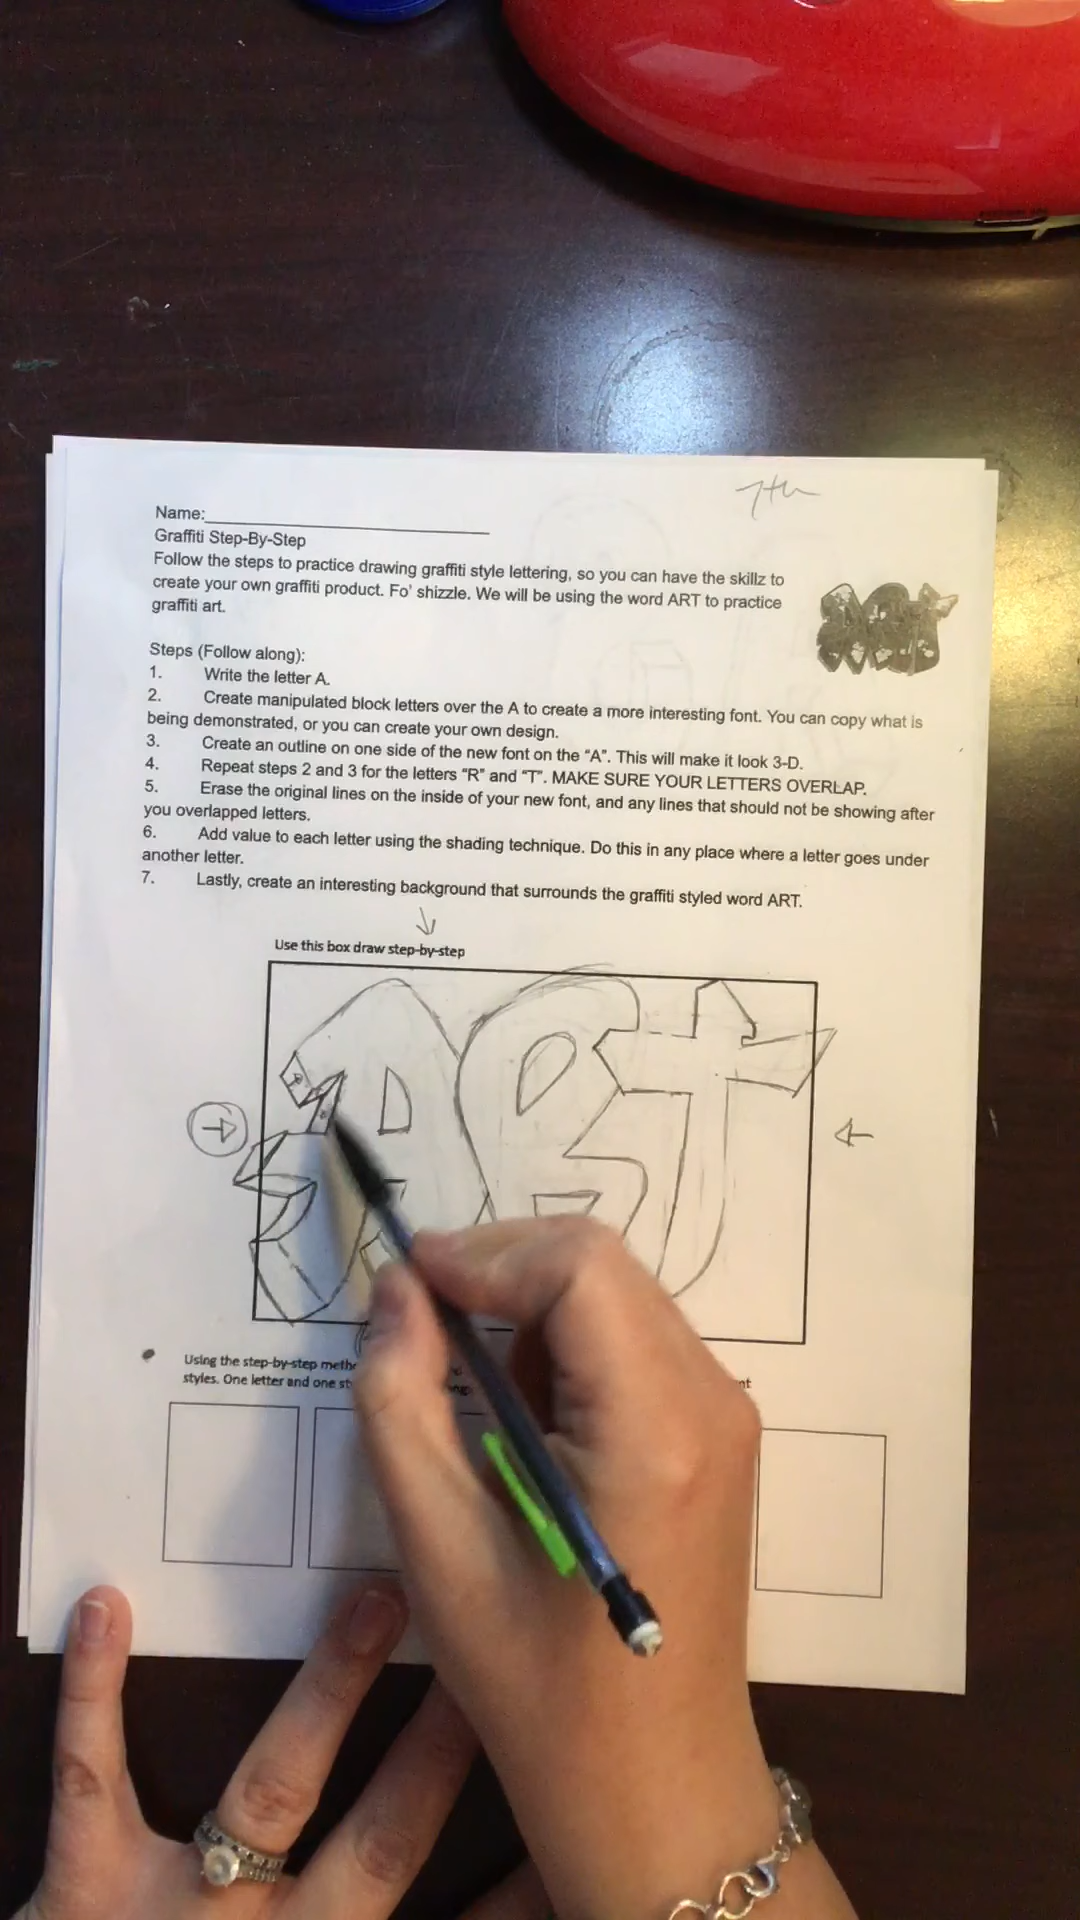 7th
Name:
Graffiti Step-By-Step
Follow the steps to practice drawing graffiti style lettering, so you can have the skillz to
create your own graffiti product. Fo' shizzle. We will be using the word ART to practice
graffiti art.
Art
Steps (Follow along):
1. Write the letter A.
2. Create manipulated block letters over the A to create a more interesting font. You can copy what is
being demonstrated, or you can create your own design.
3. Create an outline on one side of the new font on the "A". This will make it look 3-D.
4. Repeat steps 2 and 3 for the letters "R" and "T". MAKE SURE YOUR LETTERS OVERLAP.
5. Erase the original lines on the inside of your new font, and any lines that should not be showing after
you overlapped letters.
6. Add value to each letter using the shading technique. Do this in any place where a letter goes under
another letter.
7. Lastly, create an interesting background that surrounds the graffiti styled word ART.
Use this box draw step-by-step
ARt
Using the step-by-step
styles. One letter and one